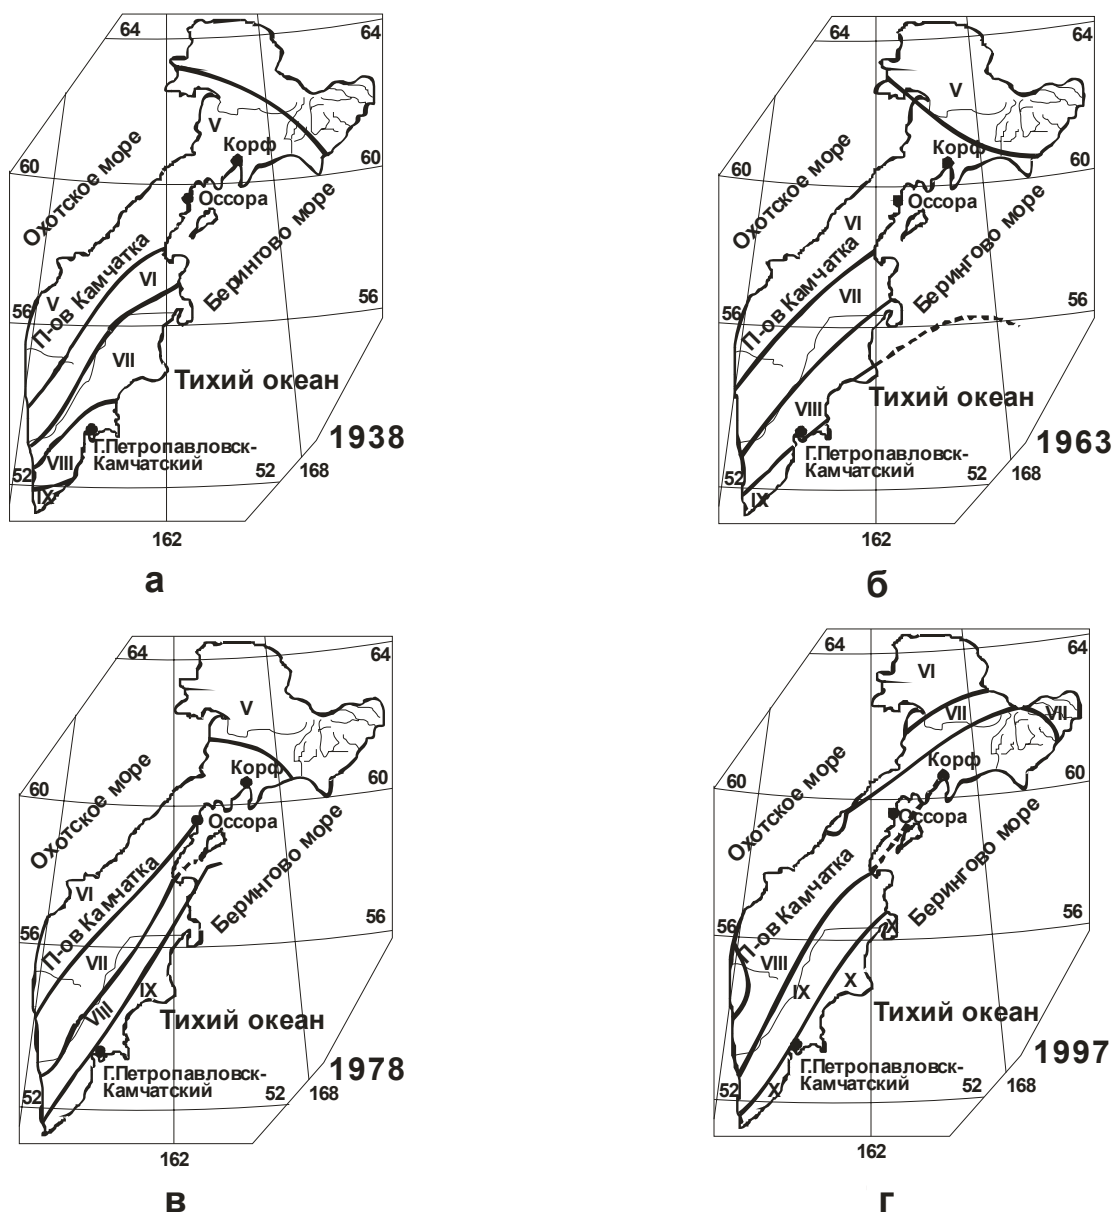 64
64
V
Корф
60
60
Охотское море
Оссора
П-ов Камчатка
Берингово море
VI
V
56
56
VII
Тихий океан
1938
Г.Петропавловск-
Камчатский
VIII
52
52
168
IX
162
а
64
64
V
Корф
60
60
Охотское море
Оссора
VI
П-ов Камчатка
Берингово море
VII
56
56
Тихий океан
VIII
1963
Г.Петропавловск-
Камчатский
52
52
168
IX
162
б
64
64
V
Корф
60
60
Охотское море
Оссора
VI
П-ов Камчатка
Берингово море
56
56
VII
IX
VIII
Тихий океан
1978
Г.Петропавловск-
Камчатский
52
52
168
162
в
64
64
VI
VII
VII
Корф
60
60
Охотское море
Оссора
П-ов Камчатка
Берингово море
56
56
X
VIII
IX
X
Тихий океан
1997
Г.Петропавловск-
Камчатский
52
52
168
X
162
г